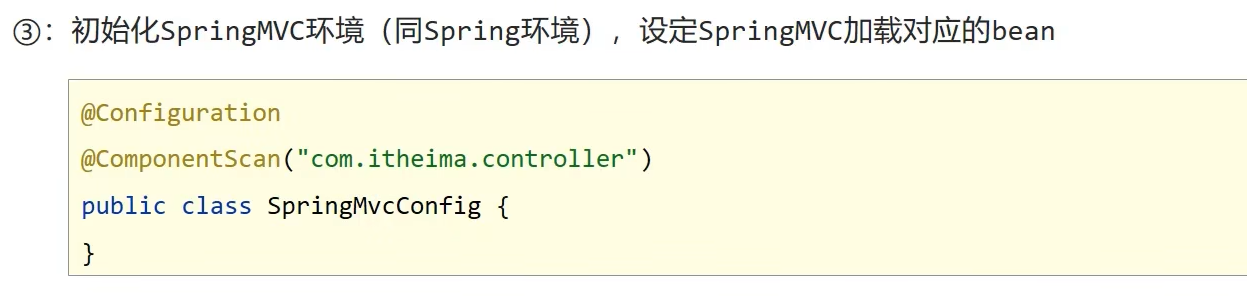 ③：初始化SpringMVC环境（同Spring环境），设定SpringMVC加载对应的bean
@Configuration
@ComponentScan("com.itheima.controller")
public class SpringMvcConfig {
}